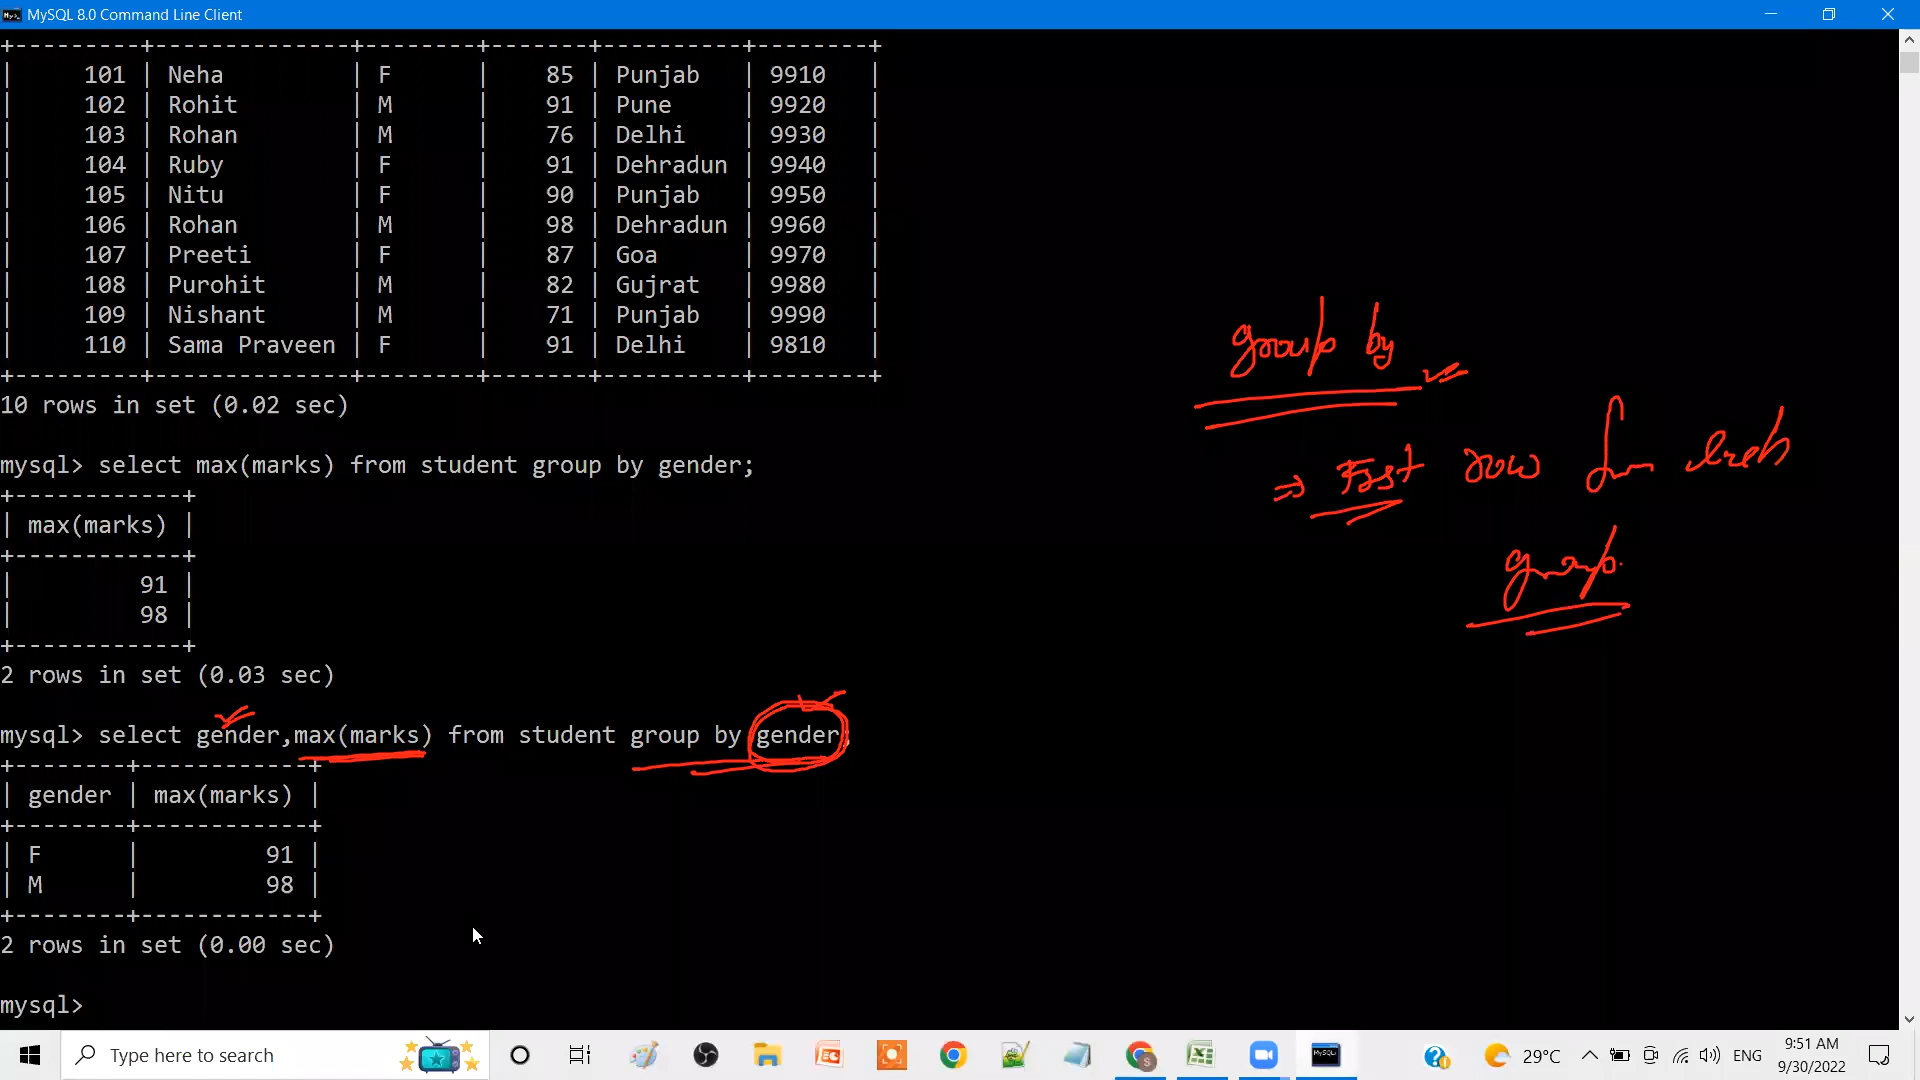 MySQL 8.0 Command Line Client
+---------+--------------+--------+-------+----------+--------+
| 101 | Neha | F | 85 | Punjab | 9910 |
| 102 | Rohit | M | 91 | Pune | 9920 |
| 103 | Rohan | M | 76 | Delhi | 9930 |
| 104 | Ruby | F | 91 | Dehradun | 9940 |
| 105 | Nitu | F | 90 | Punjab | 9950 |
| 106 | Rohan | M | 98 | Dehradun | 9960 |
| 107 | Preeti | F | 87 | Goa | 9970 |
| 108 | Purohit | M | 82 | Gujrat | 9980 |
| 109 | Nishant | M | 71 | Punjab | 9990 |
| 110 | Sama Praveen | F | 91 | Delhi | 9810 |
+---------+--------------+--------+-------+----------+--------+
10 rows in set (0.02 sec)
mysql> select max(marks) from student group by gender;
+------------+
| max(marks) |
+------------+
| 91 |
| 98 |
+------------+
2 rows in set (0.03 sec)
mysql> select gender,max(marks) from student group by gender;
+--------+------------+
| gender | max(marks) |
+--------+------------+
| F | 91 |
| M | 98 |
+--------+------------+
2 rows in set (0.00 sec)
mysql>
group by
⇒ First row from each
group.
Type here to search
MySQL
29°C
ENG
9:51 AM
9/30/2022